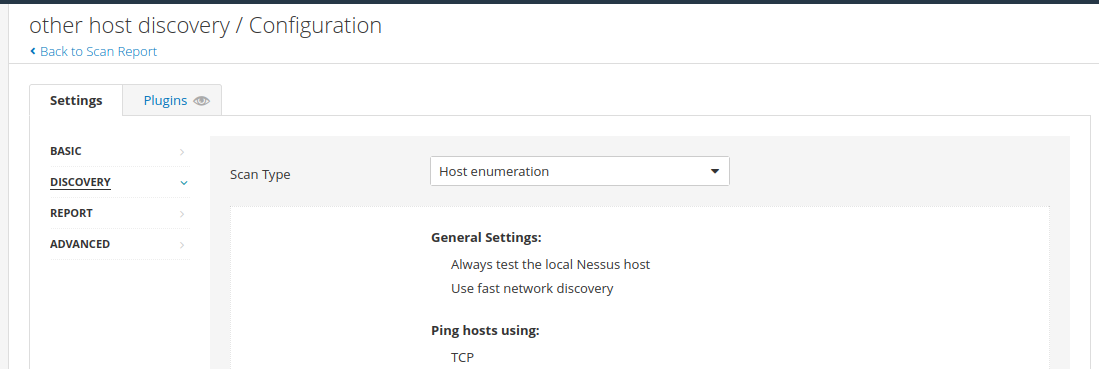 other host discovery / Configuration
Back to Scan Report
Settings
Plugins
BASIC
DISCOVERY
REPORT
ADVANCED
Scan Type
Host enumeration
General Settings:
Always test the local Nessus host
Use fast network discovery
Ping hosts using:
TCP